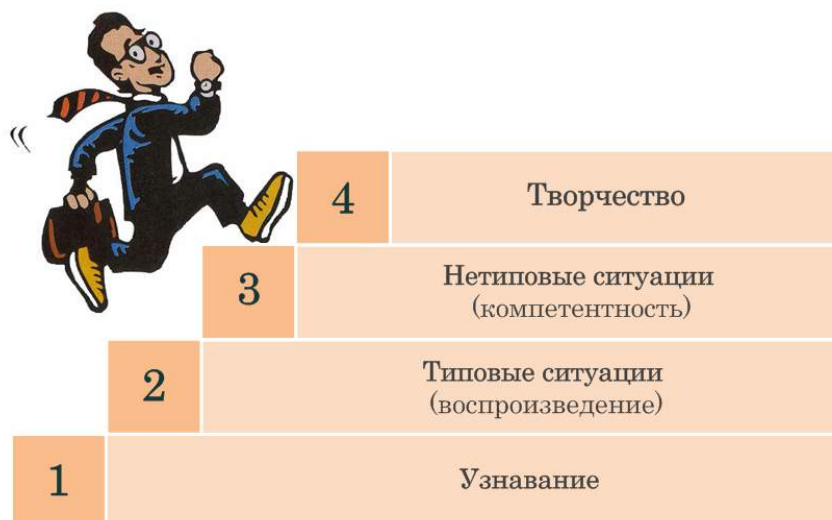 4
Творчество
3
Нетиповые ситуации
(компетентность)
2
Типовые ситуации
(воспроизведение)
1
Узнавание